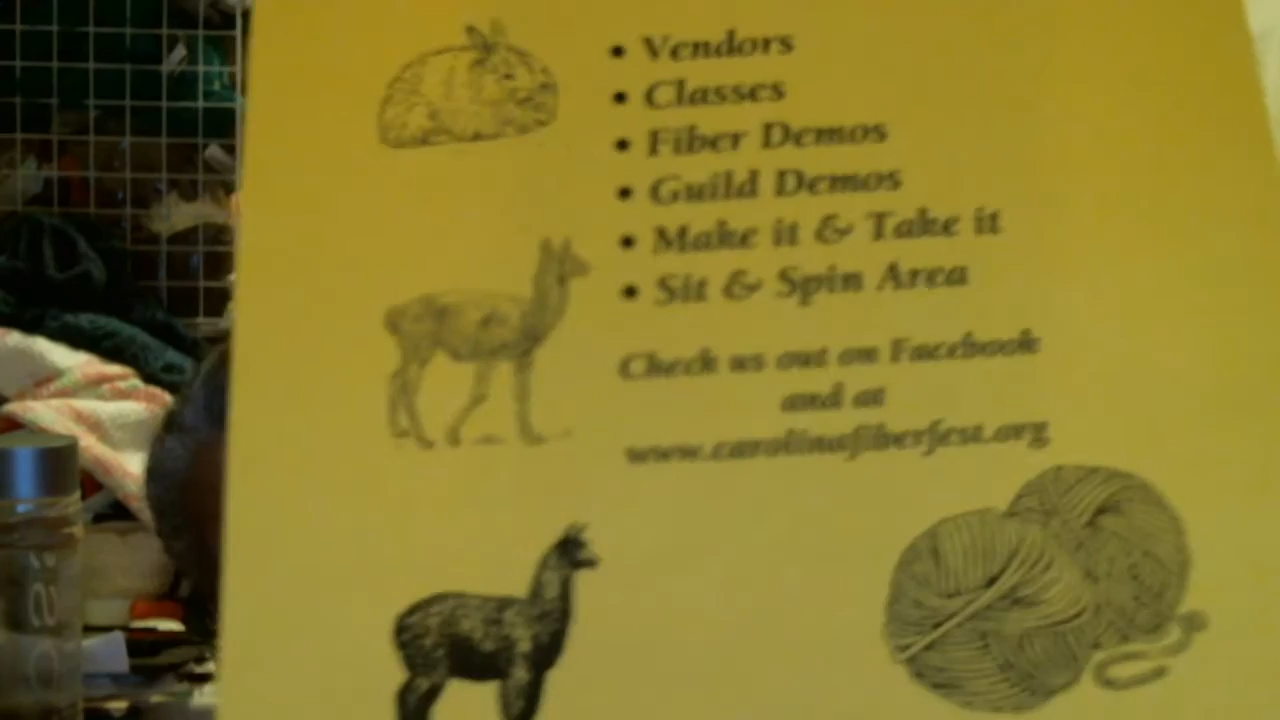 • Vendors
• Classes
• Fiber Demos
• Guild Demos
• Make it & Take it
• Sit & Spin Area
Check us out on Facebook
and at
www.carolinafiberfest.org